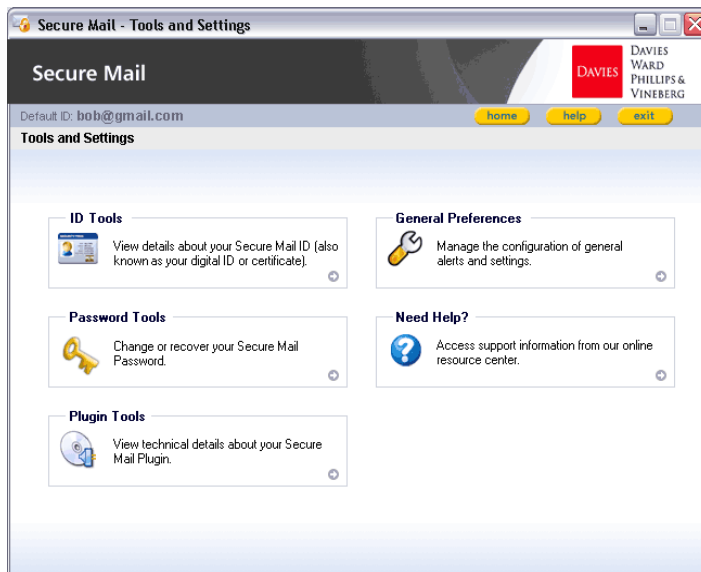 Secure Mail - Tools and Settings
Secure Mail
DAVIES
DAVIES
WARD
PHILLIPS &
VINEBERG
Default ID: bob@gmail.com
home
help
exit
Tools and Settings
ID Tools
View details about your Secure Mail ID (also
known as your digital ID or certificate).
General Preferences
Manage the configuration of general
alerts and settings.
Password Tools
Change or recover your Secure Mail
Password.
Need Help?
Access support information from our online
resource center.
Plugin Tools
View technical details about your Secure
Mail Plugin.